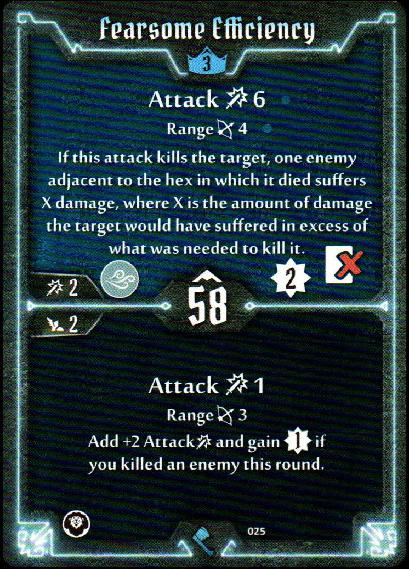 Fearsome Efficiency
3
Attack 6
Range 4
If this attack kills the target, one enemy
adjacent to the hex in which it died suffers
X damage, where X is the amount of damage
the target would have suffered in excess of
what was needed to kill it.
2
2
58
2
Attack 1
Range 3
Add +2 Attack and gain 1 if
you killed an enemy this round.
025